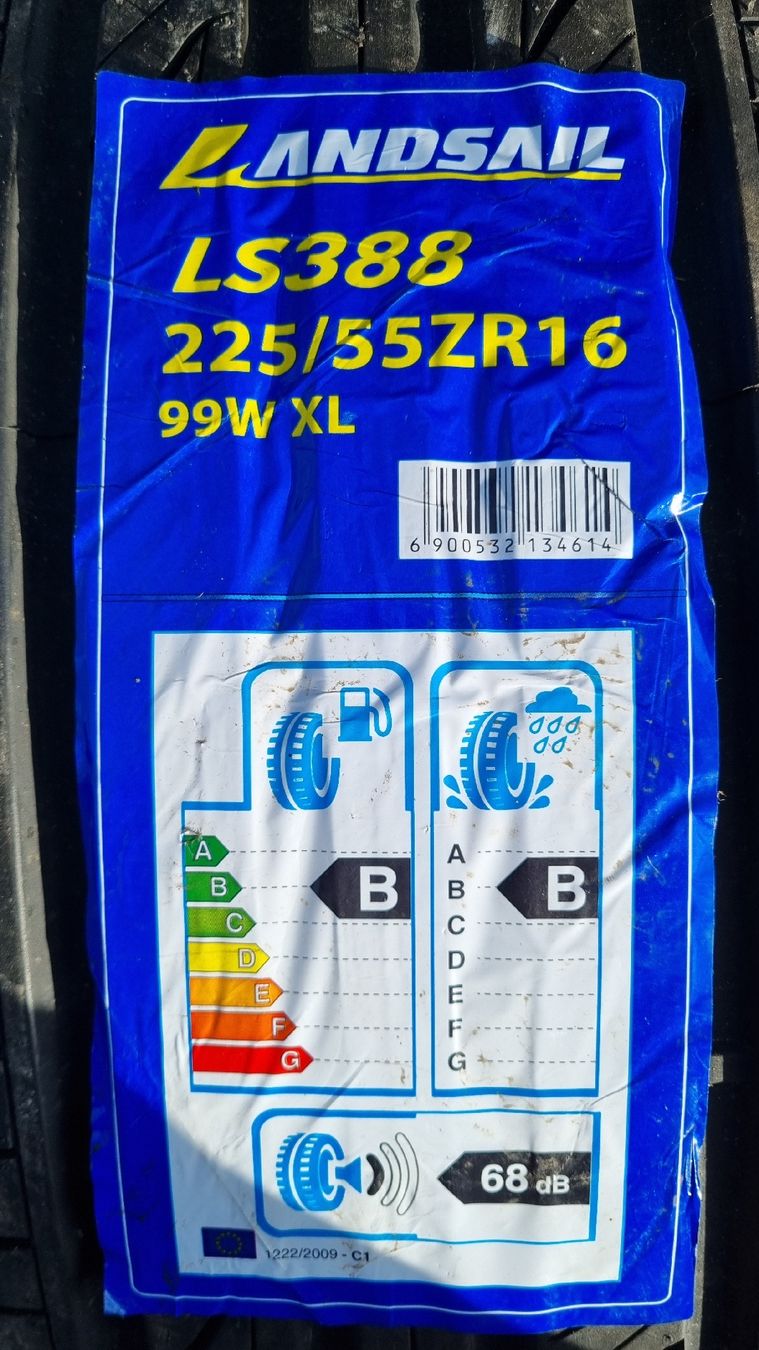 LANDSAIL
LS388
225/55ZR16
99W XL
6 900532 134614
A
B
C
D
E
F
G
B
A
B
C
D
E
F
G
B
68 dB
1222/2009 - C1